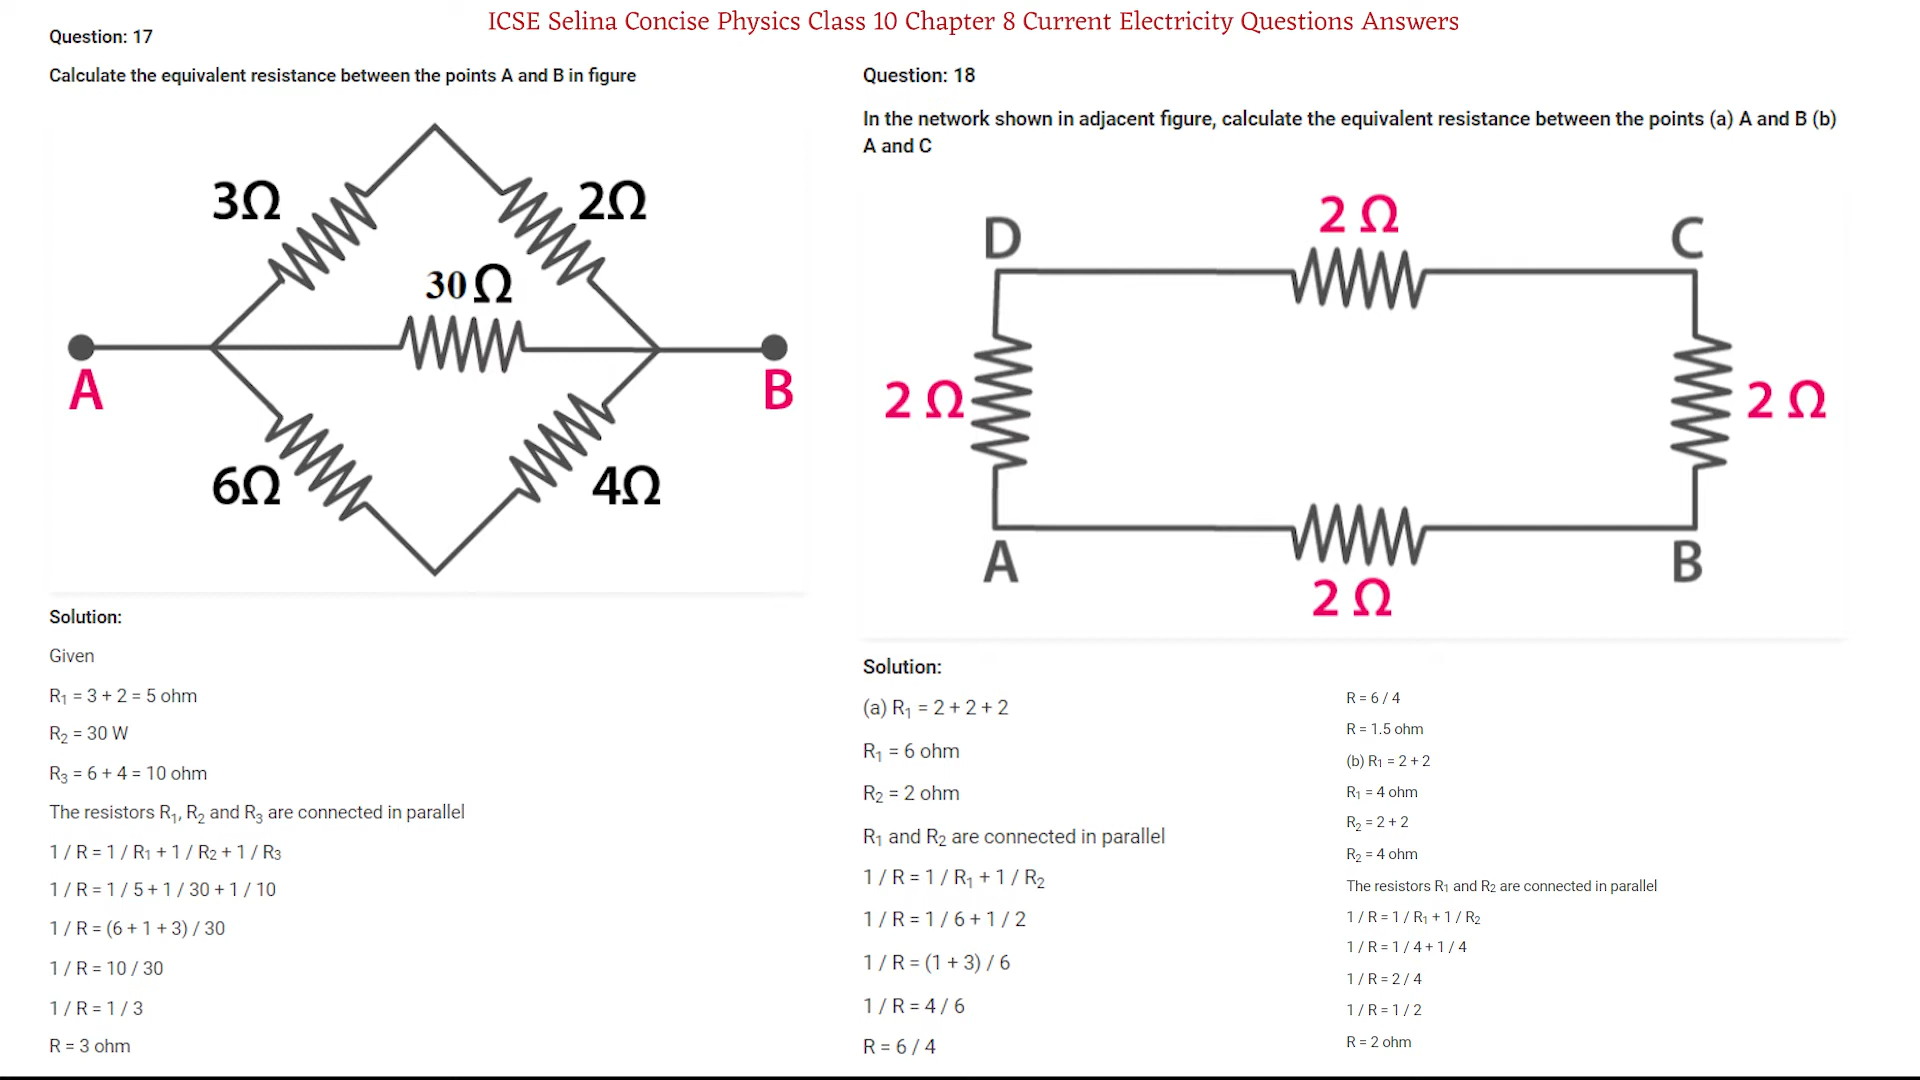 ICSE Selina Concise Physics Class 10 Chapter 8 Current Electricity Questions Answers
Question: 17
Calculate the equivalent resistance between the points A and B in figure
3Ω
2Ω
30 Ω
A
B
6Ω
4Ω
Solution:
Given
R₁ = 3 + 2 = 5 ohm
R₂ = 30 W
R₃ = 6 + 4 = 10 ohm
The resistors R₁, R₂ and R₃ are connected in parallel
1 / R = 1 / R₁ + 1 / R₂ + 1 / R₃
1 / R = 1 / 5 + 1 / 30 + 1 / 10
1 / R = (6 + 1 + 3) / 30
1 / R = 10 / 30
1 / R = 1 / 3
R = 3 ohm
Question: 18
In the network shown in adjacent figure, calculate the equivalent resistance between the points (a) A and B (b)
A and C
2 Ω
D
C
2 Ω
2 Ω
A
B
2 Ω
Solution:
(a) R₁ = 2 + 2 + 2
R₁ = 6 ohm
R₂ = 2 ohm
R₁ and R₂ are connected in parallel
1 / R = 1 / R₁ + 1 / R₂
1 / R = 1 / 6 + 1 / 2
1 / R = (1 + 3) / 6
1 / R = 4 / 6
R = 6 / 4
R = 6 / 4
R = 1.5 ohm
(b) R₁ = 2 + 2
R₁ = 4 ohm
R₂ = 2 + 2
R₂ = 4 ohm
The resistors R₁ and R₂ are connected in parallel
1 / R = 1 / R₁ + 1 / R₂
1 / R = 1 / 4 + 1 / 4
1 / R = 2 / 4
1 / R = 1 / 2
R = 2 ohm